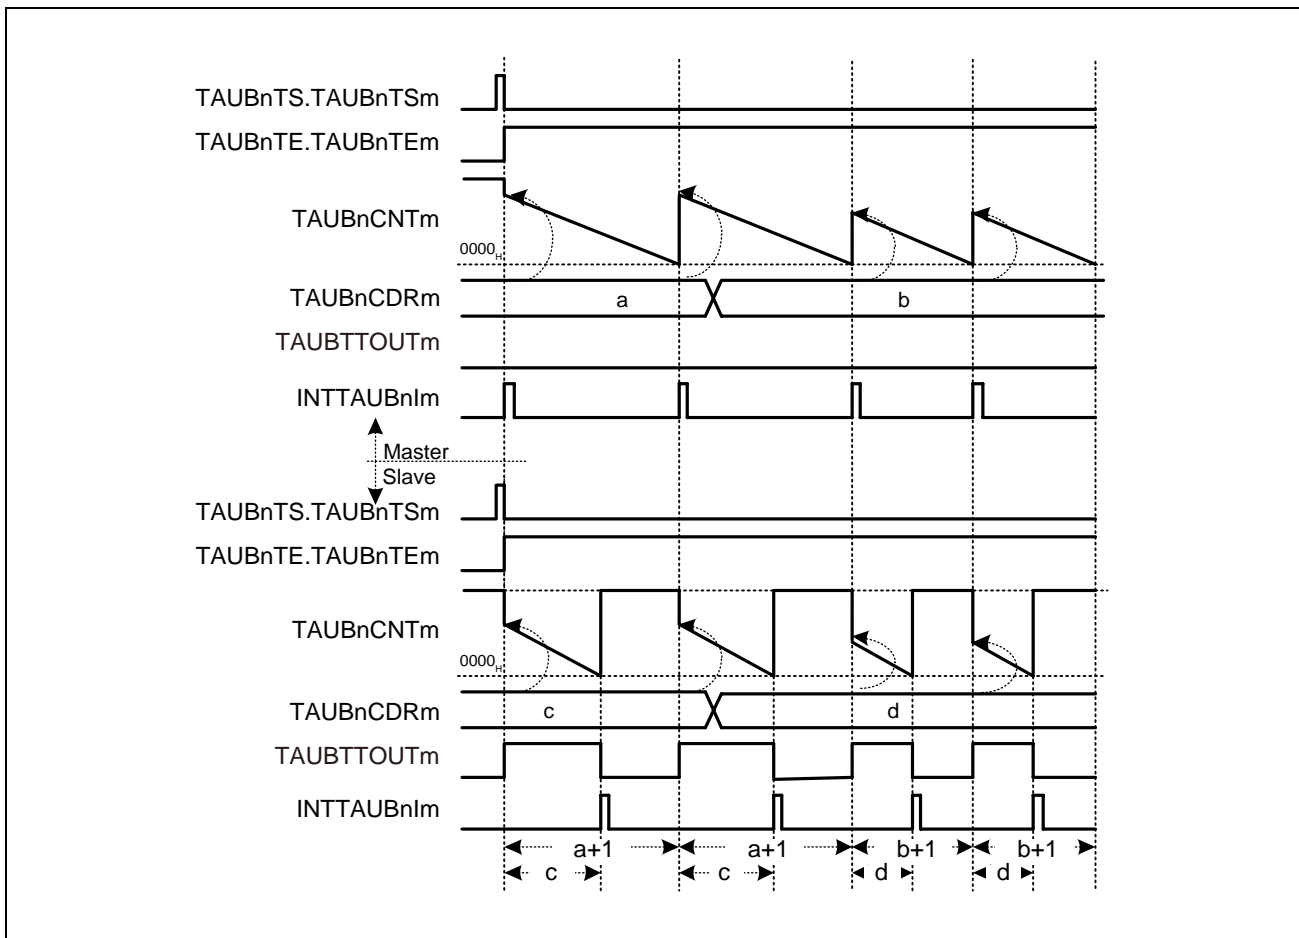 TAUBnTS.TAUBnTSm
TAUBnTE.TAUBnTEm
TAUBnCNTm
0000H
TAUBnCDRm a b
TAUBTTOUTm
INTTAUBnIm
Master
Slave
TAUBnTS.TAUBnTSm
TAUBnTE.TAUBnTEm
TAUBnCNTm
0000H
TAUBnCDRm c d
TAUBTTOUTm
INTTAUBnIm
a+1 a+1 b+1 b+1
c c d d